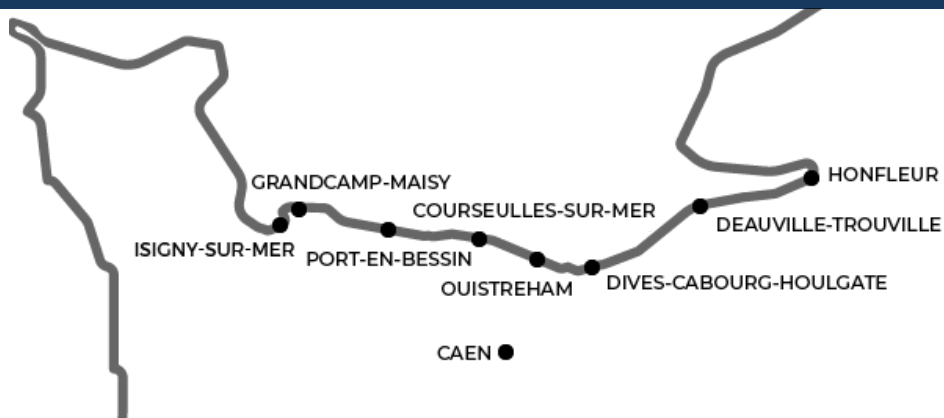 HONFLEUR
GRANDCAMP-MAISY
COURSEULLES-SUR-MER
DEAUVILLE-TROUVILLE
ISIGNY-SUR-MER
PORT-EN-BESSIN
OUISTREHAM
DIVES-CABOURG-HOULGATE
CAEN